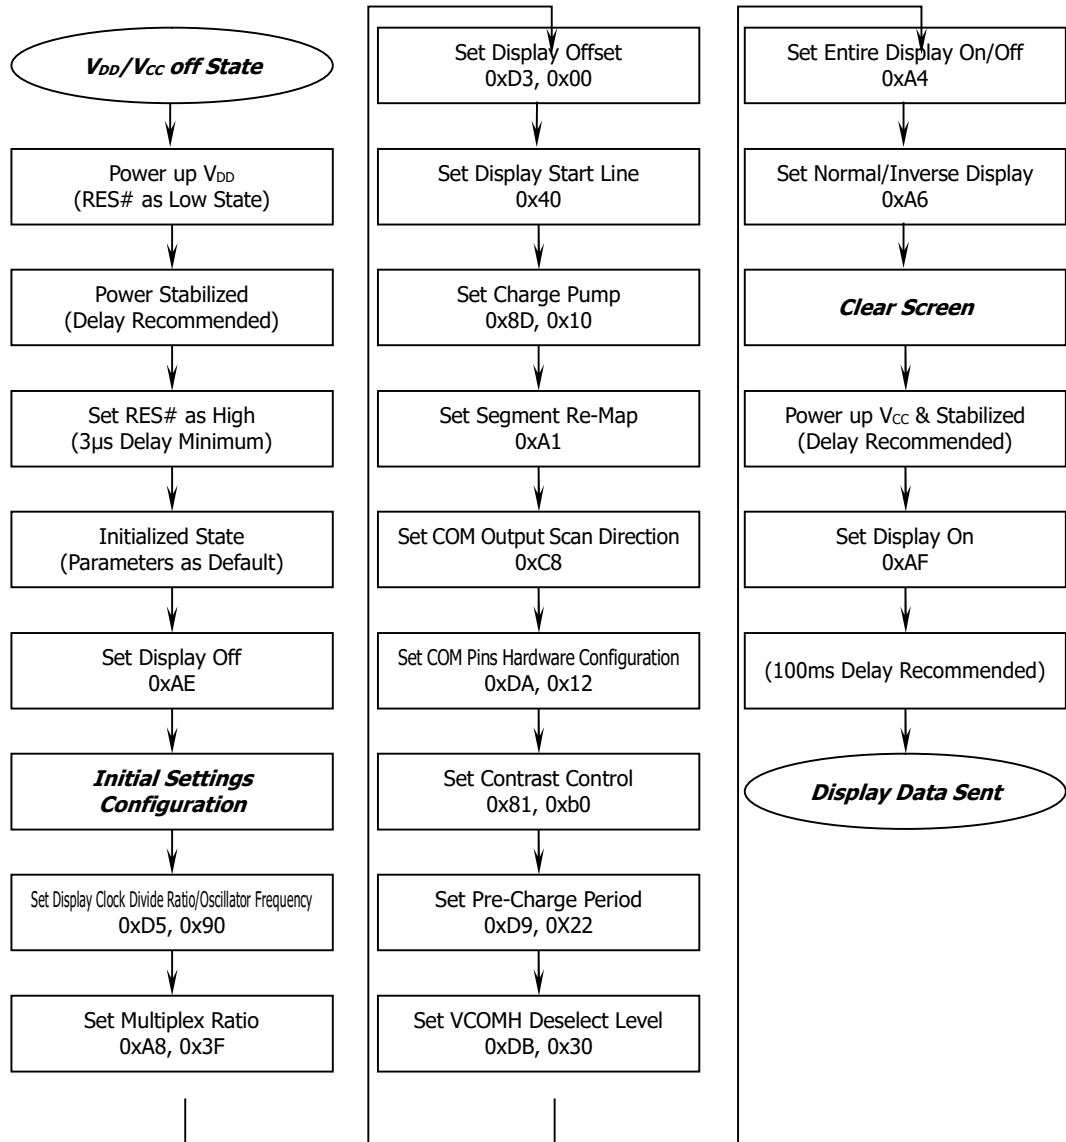 V_DD/V_CC off State
Power up V_DD
(RES# as Low State)
Power Stabilized
(Delay Recommended)
Set RES# as High
(3µs Delay Minimum)
Initialized State
(Parameters as Default)
Set Display Off
0xAE
Initial Settings
Configuration
Set Display Clock Divide Ratio/Oscillator Frequency
0xD5, 0x90
Set Multiplex Ratio
0xA8, 0x3F
Set Display Offset
0xD3, 0x00
Set Display Start Line
0x40
Set Charge Pump
0x8D, 0x10
Set Segment Re-Map
0xA1
Set COM Output Scan Direction
0xC8
Set COM Pins Hardware Configuration
0xDA, 0x12
Set Contrast Control
0x81, 0xb0
Set Pre-Charge Period
0xD9, 0X22
Set VCOMH Deselect Level
0xDB, 0x30
Set Entire Display On/Off
0xA4
Set Normal/Inverse Display
0xA6
Clear Screen
Power up V_CC & Stabilized
(Delay Recommended)
Set Display On
0xAF
(100ms Delay Recommended)
Display Data Sent